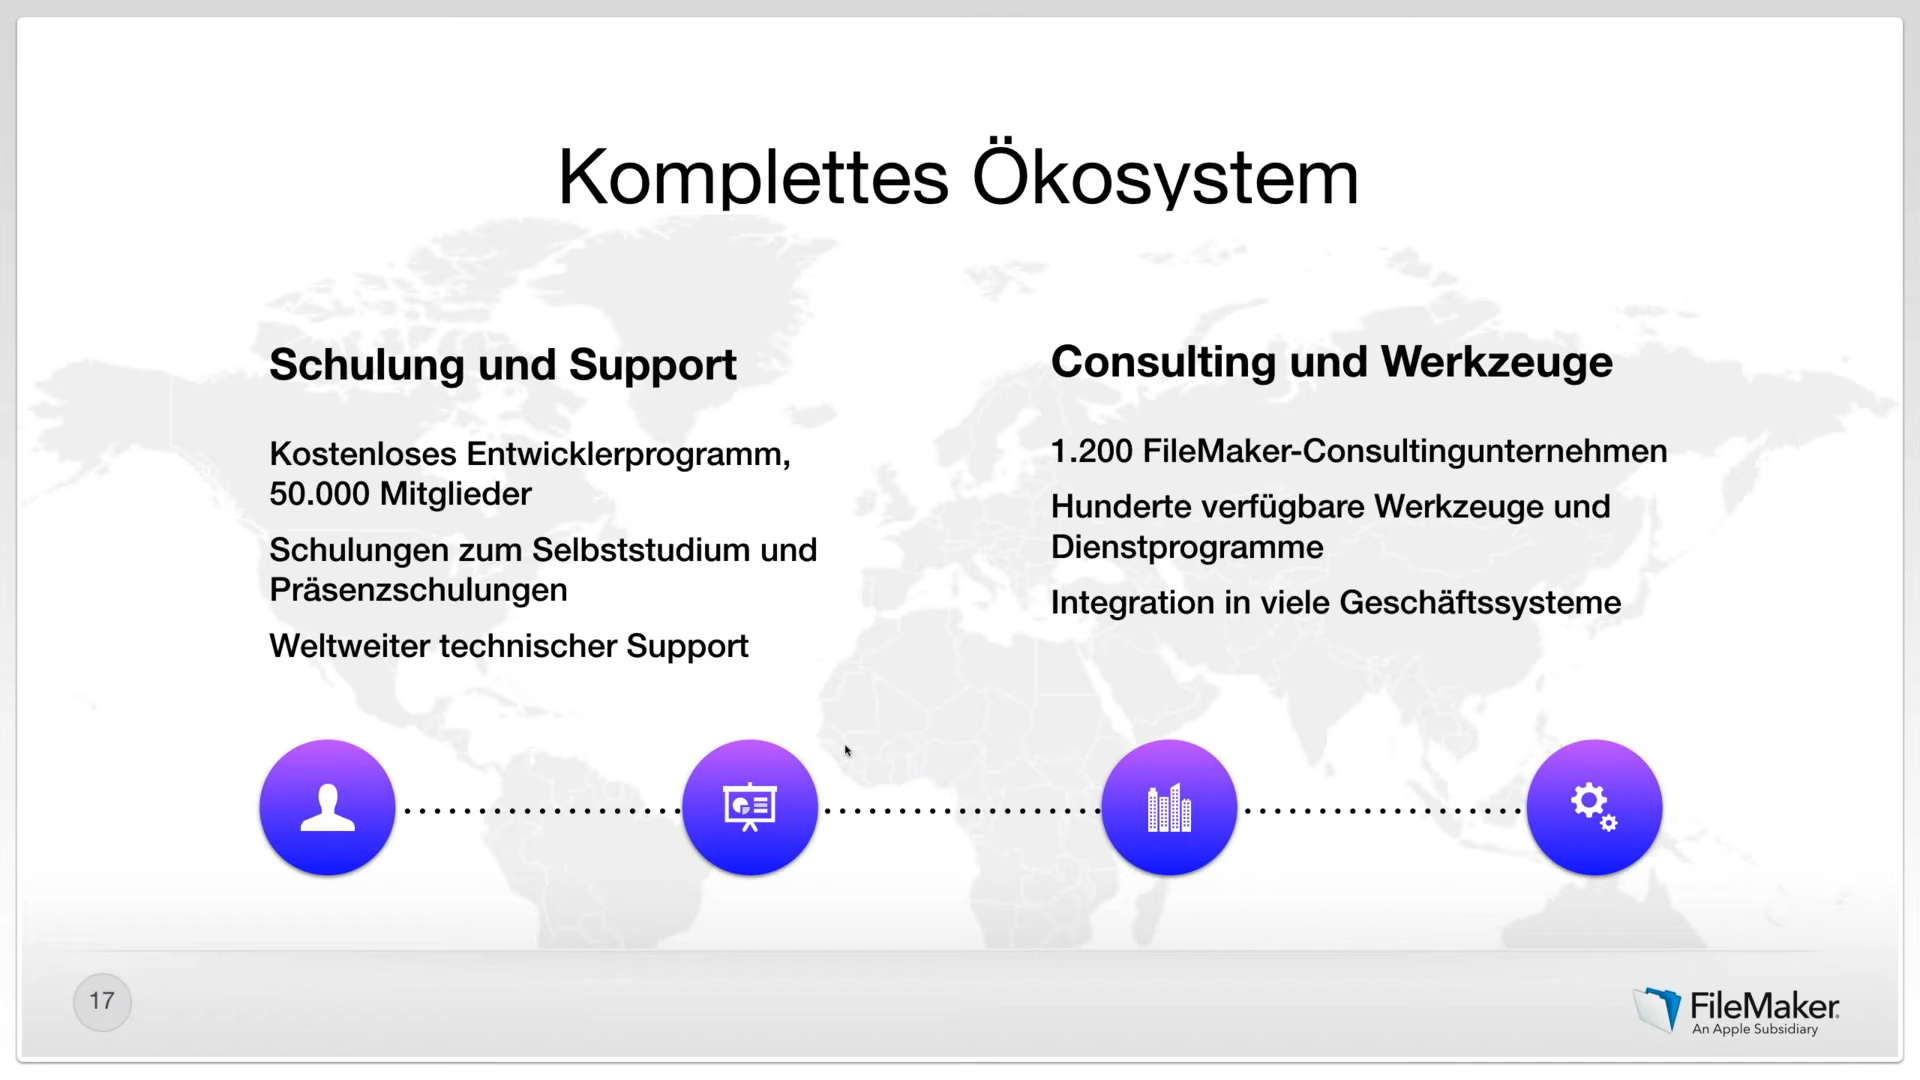 Komplettes Ökosystem
Schulung und Support
Kostenloses Entwicklerprogramm,
50.000 Mitglieder
Schulungen zum Selbststudium und
Präsenzschulungen
Weltweiter technischer Support
Consulting und Werkzeuge
1.200 FileMaker-Consultingunternehmen
Hunderte verfügbare Werkzeuge und
Dienstprogramme
Integration in viele Geschäftssysteme
17
FileMaker
An Apple Subsidiary